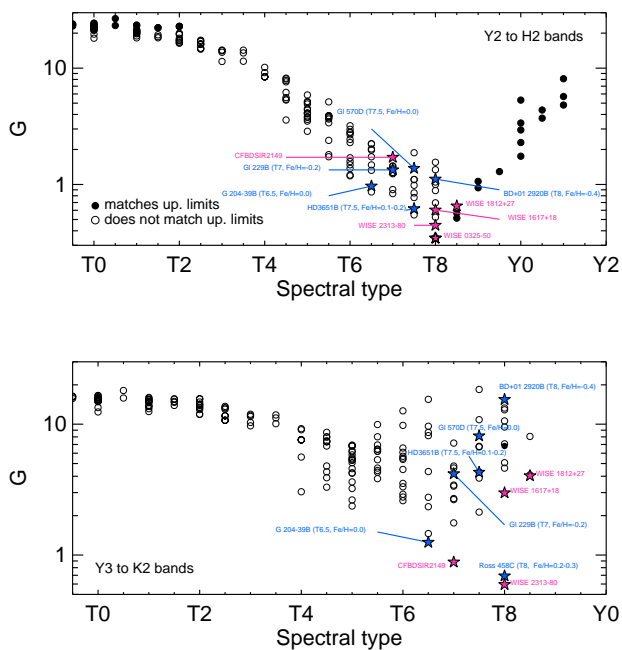 Y2 to H2 bands
Gl 570D (T7.5, Fe/H=0.0)
CFBDSIR2149
Gl 229B (T7, Fe/H=-0.2)
G 204-39B (T6.5, Fe/H=0.0)
BD+01 2920B (T8, Fe/H=-0.4)
HD3651B (T7.5, Fe/H=0.1-0.2)
WISE 1812+27
matches up. limits
does not match up. limits
WISE 1617+18
WISE 2313-80
WISE 0325-50
10
1
G
T0 T2 T4 T6 T8 Y0 Y2
Spectral type
BD+01 2920B (T8, Fe/H=-0.4)
Gl 570D (T7.5, Fe/H=0.0)
HD3651B (T7.5, Fe/H=0.1-0.2)
WISE 1812+27
WISE 1617+18
Gl 229B (T7, Fe/H=-0.2)
G 204-39B (T6.5, Fe/H=0.0)
CFBDSIR2149
Ross 458C (T8, Fe/H=0.2-0.3)
WISE 2313-80
Y3 to K2 bands
10
1
G
T0 T2 T4 T6 T8 Y0
Spectral type